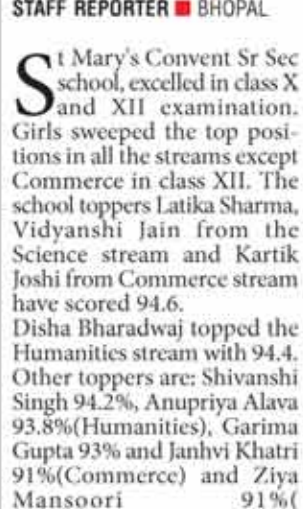 STAFF REPORTER ■ BHOPAL
St Mary's Convent Sr Sec
school, excelled in class X
and XII examination.
Girls sweeped the top posi-
tions in all the streams except
Commerce in class XII. The
school toppers Latika Sharma,
Vidyanshi Jain from the
Science stream and Kartik
Joshi from Commerce stream
have scored 94.6.
Disha Bharadwaj topped the
Humanities stream with 94.4.
Other toppers are: Shivanshi
Singh 94.2%, Anupriya Alava
93.8%(Humanities), Garima
Gupta 93% and Janhvi Khatri
91%(Commerce) and Ziya
Mansoori 91%(